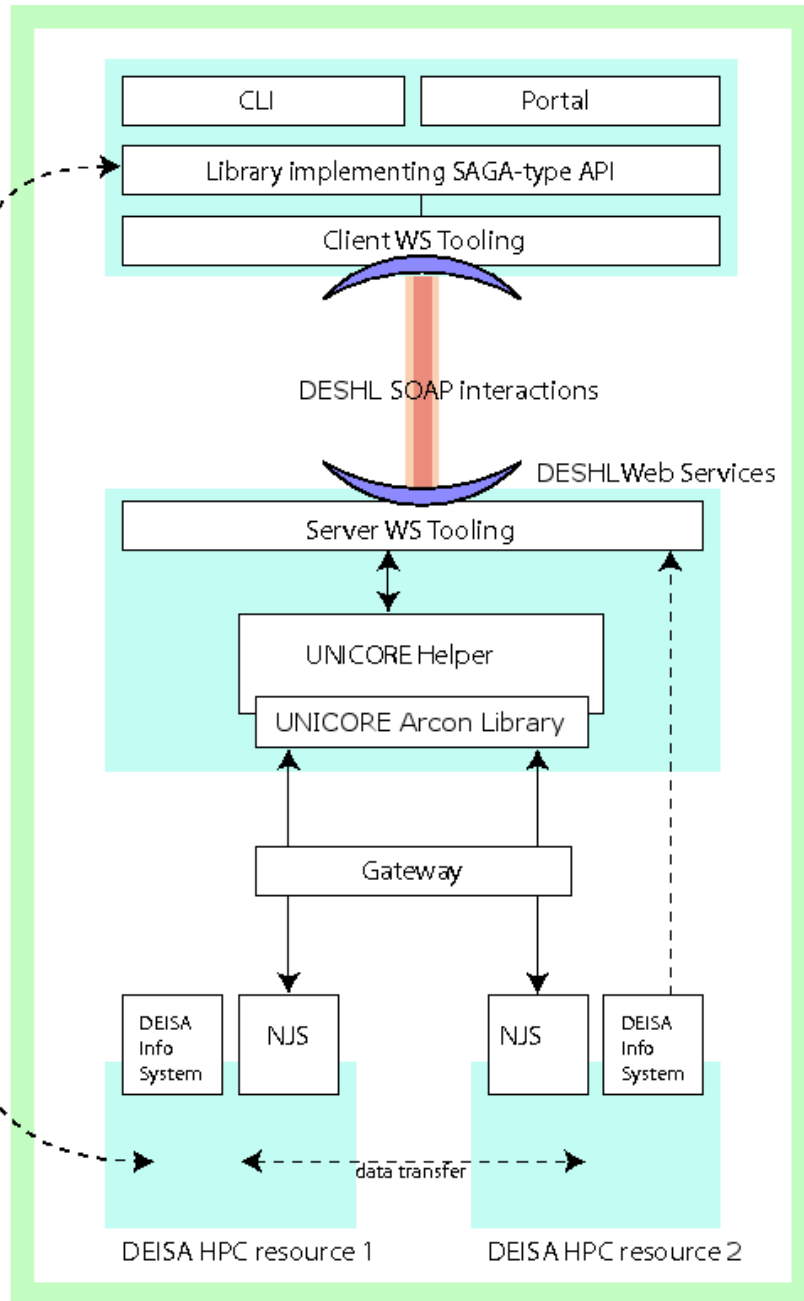 CLI
Portal
Library implementing SAGA-type API
Client WS Tooling
DESHL SOAP interactions
DESHL Web Services
Server WS Tooling
UNICORE Helper
UNICORE Arcon Library
Gateway
DEISA
Info
System
NJS
NJS
DEISA
Info
System
data transfer
DEISA HPC resource 1
DEISA HPC resource 2